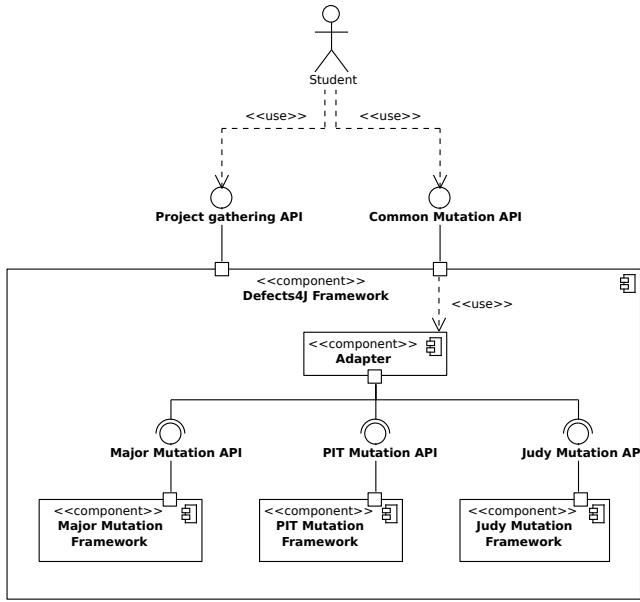 Student
<<use>> <<use>>
Project gathering API Common Mutation API
<<component>>
Defects4J Framework
<<use>>
<<component>>
Adapter
Major Mutation API PIT Mutation API Judy Mutation AP
<<component>> <<component>> <<component>>
Major Mutation PIT Mutation Judy Mutation
Framework Framework Framework